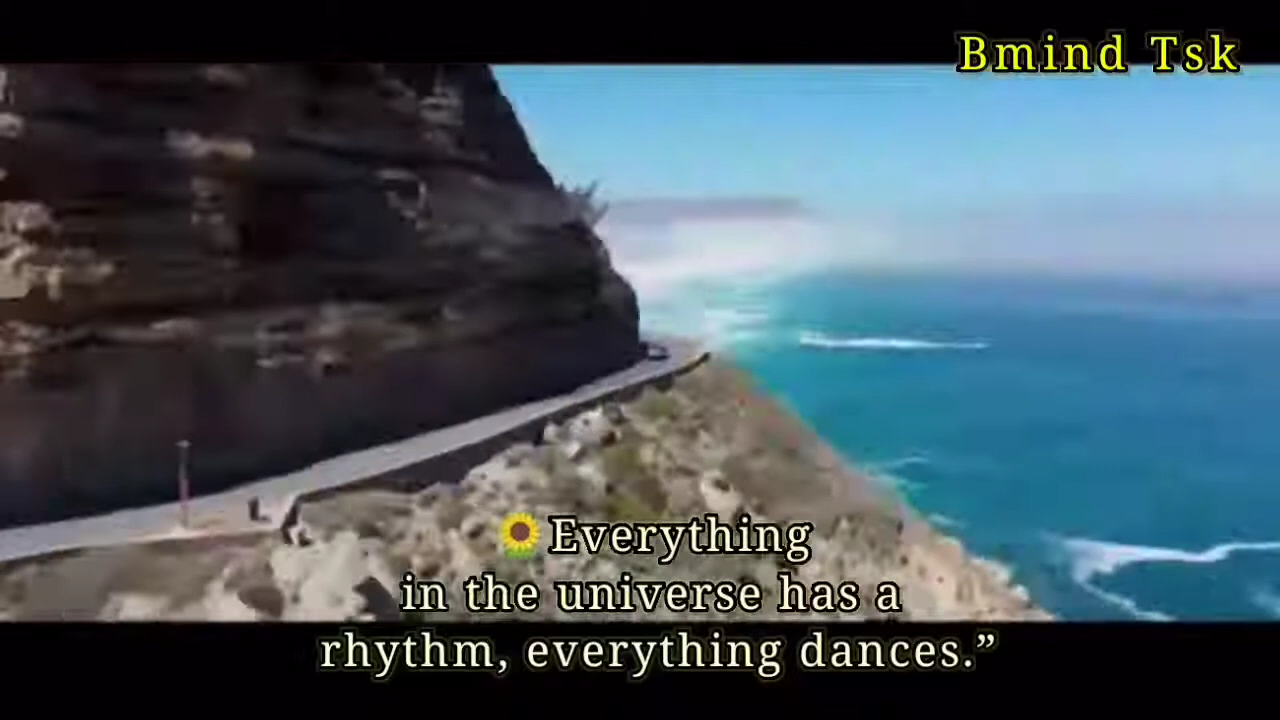 Bmind Tsk
🌻Everything
in the universe has a
rhythm, everything dances.”